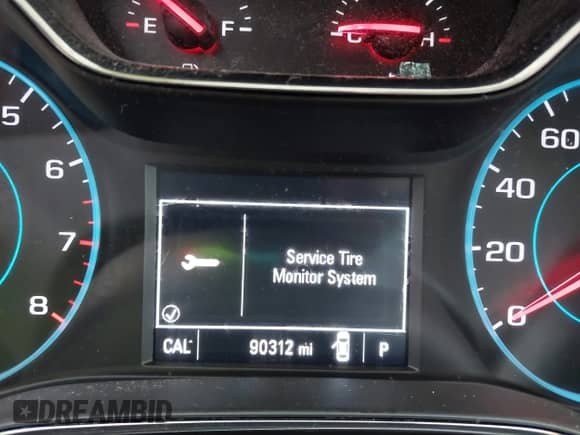 E F C H
5
6
7
8
60
40
20
0
Service Tire
Monitor System
CAL 90312 mi P
DREAMBID